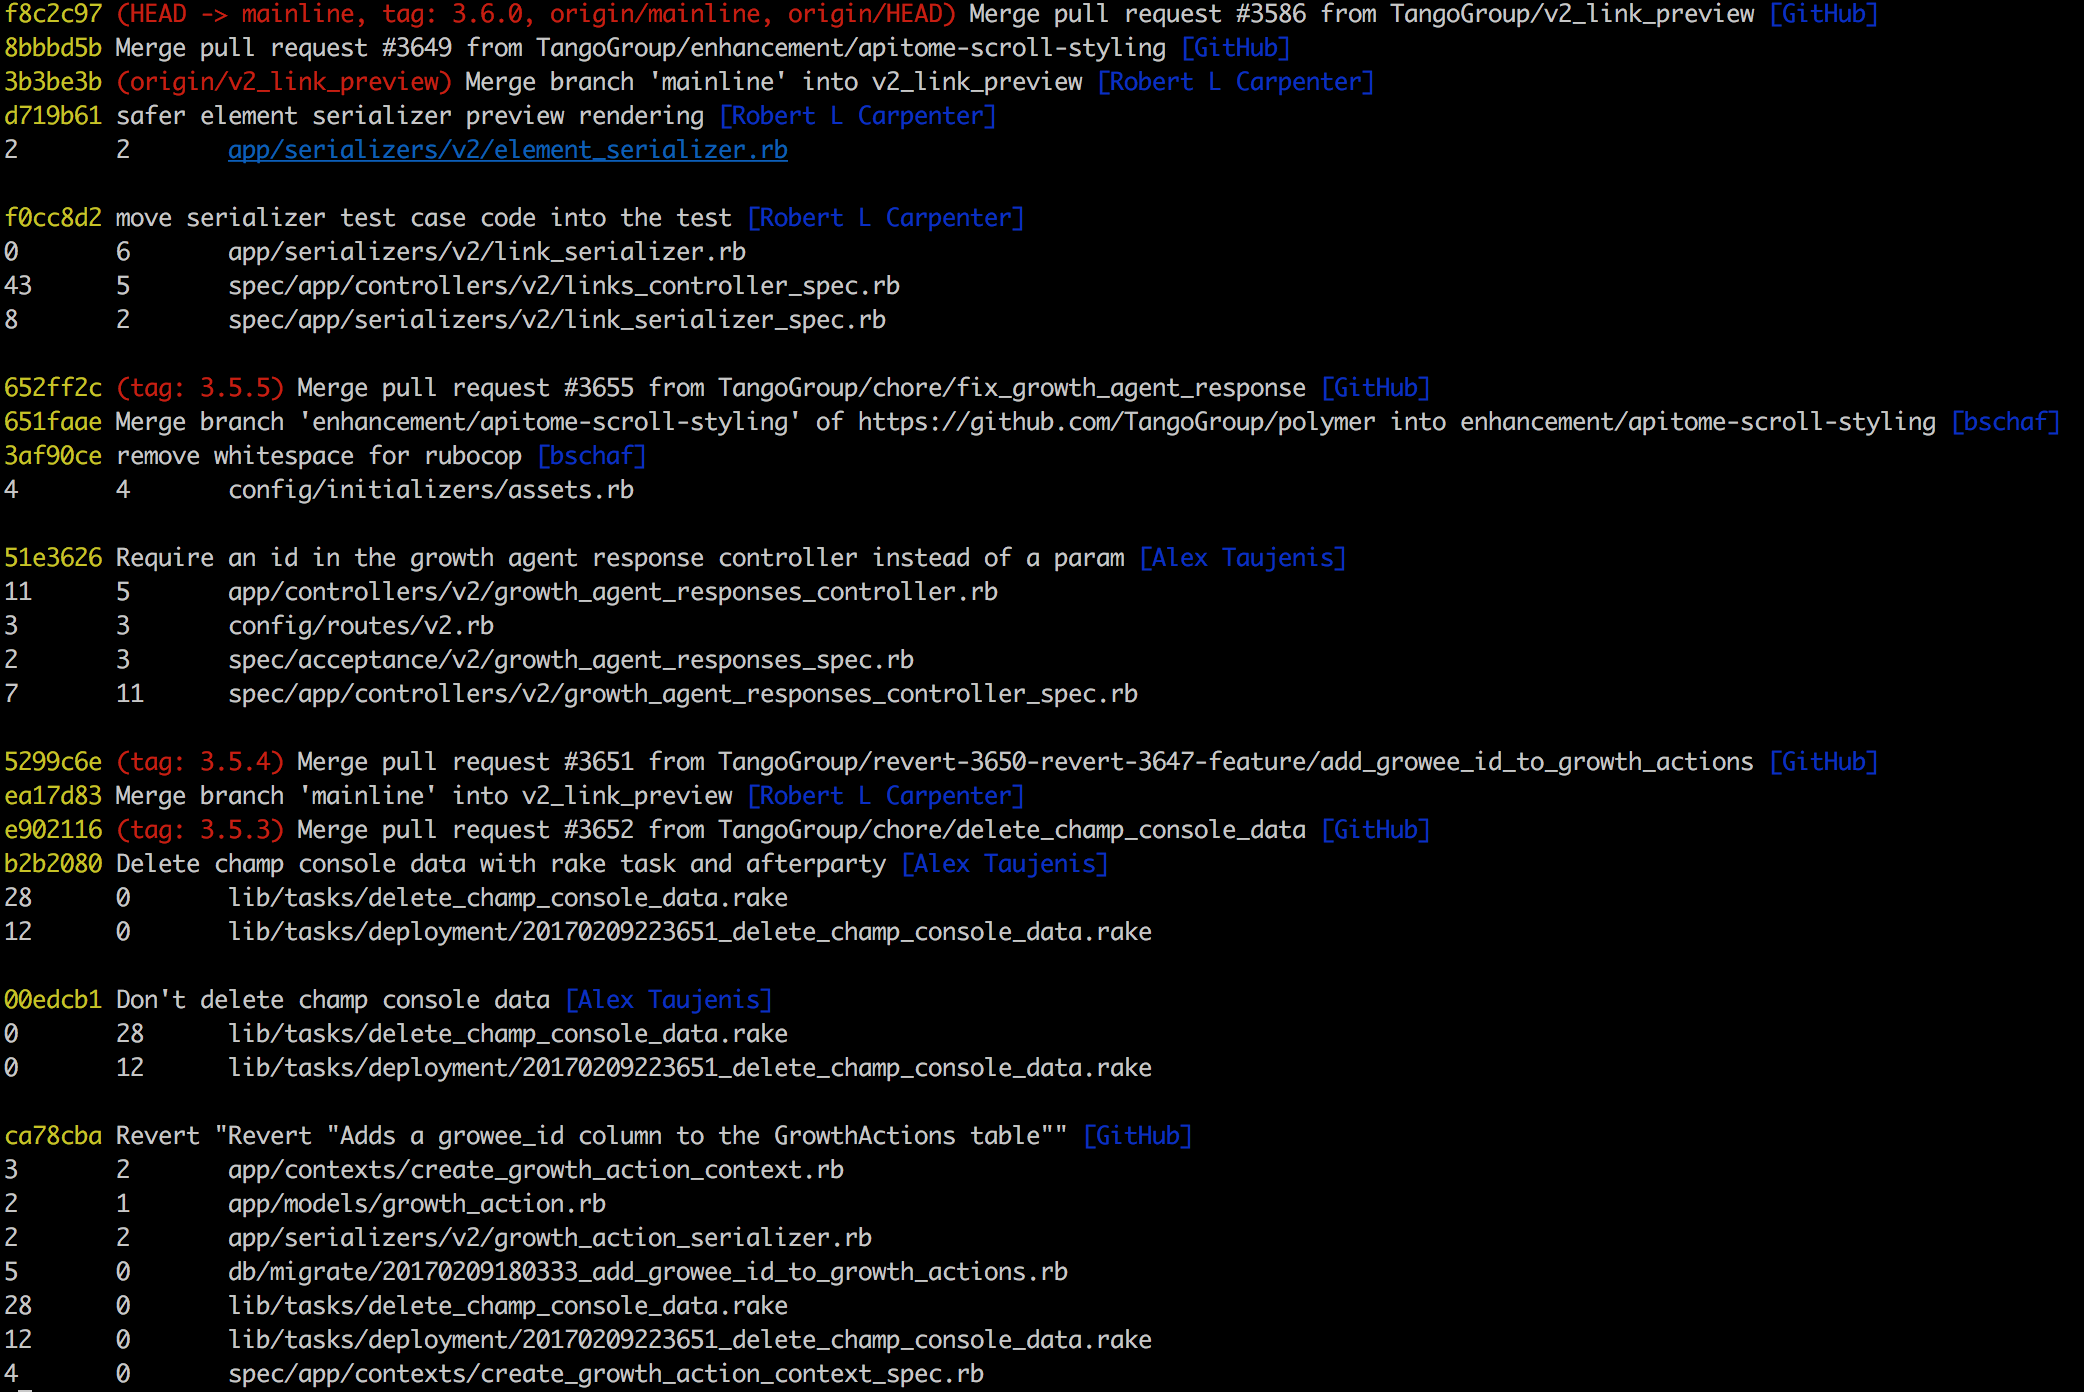 f8c2c97 (HEAD -> mainline, tag: 3.6.0, origin/mainline, origin/HEAD) Merge pull request #3586 from TangoGroup/v2_link_preview [GitHub]
8bbbd5b Merge pull request #3649 from TangoGroup/enhancement/apitome-scroll-styling [GitHub]
3b3be3b (origin/v2_link_preview) Merge branch 'mainline' into v2_link_preview [Robert L Carpenter]
d719b61 safer element serializer preview rendering [Robert L Carpenter]
2 2 app/serializers/v2/element_serializer.rb
f0cc8d2 move serializer test case code into the test [Robert L Carpenter]
0 6 app/serializers/v2/link_serializer.rb
43 5 spec/app/controllers/v2/links_controller_spec.rb
8 2 spec/app/serializers/v2/link_serializer_spec.rb
652ff2c (tag: 3.5.5) Merge pull request #3655 from TangoGroup/chore/fix_growth_agent_response [GitHub]
651faae Merge branch 'enhancement/apitome-scroll-styling' of https://github.com/TangoGroup/polymer into enhancement/apitome-scroll-styling [bschaf]
3af90ce remove whitespace for rubocop [bschaf]
4 4 config/initializers/assets.rb
51e3626 Require an id in the growth agent response controller instead of a param [Alex Taujenis]
11 5 app/controllers/v2/growth_agent_responses_controller.rb
3 3 config/routes/v2.rb
2 3 spec/acceptance/v2/growth_agent_responses_spec.rb
7 11 spec/app/controllers/v2/growth_agent_responses_controller_spec.rb
5299c6e (tag: 3.5.4) Merge pull request #3651 from TangoGroup/revert-3650-revert-3647-feature/add_growee_id_to_growth_actions [GitHub]
ea17d83 Merge branch 'mainline' into v2_link_preview [Robert L Carpenter]
e902116 (tag: 3.5.3) Merge pull request #3652 from TangoGroup/chore/delete_champ_console_data [GitHub]
b2b2080 Delete champ console data with rake task and afterparty [Alex Taujenis]
28 0 lib/tasks/delete_champ_console_data.rake
12 0 lib/tasks/deployment/20170209223651_delete_champ_console_data.rake
00edcb1 Don't delete champ console data [Alex Taujenis]
0 28 lib/tasks/delete_champ_console_data.rake
0 12 lib/tasks/deployment/20170209223651_delete_champ_console_data.rake
ca78cba Revert "Revert "Adds a growee_id column to the GrowthActions table"" [GitHub]
3 2 app/contexts/create_growth_action_context.rb
2 1 app/models/growth_action.rb
2 2 app/serializers/v2/growth_action_serializer.rb
5 0 db/migrate/20170209180333_add_growee_id_to_growth_actions.rb
28 0 lib/tasks/delete_champ_console_data.rake
12 0 lib/tasks/deployment/20170209223651_delete_champ_console_data.rake
4 0 spec/app/contexts/create_growth_action_context_spec.rb